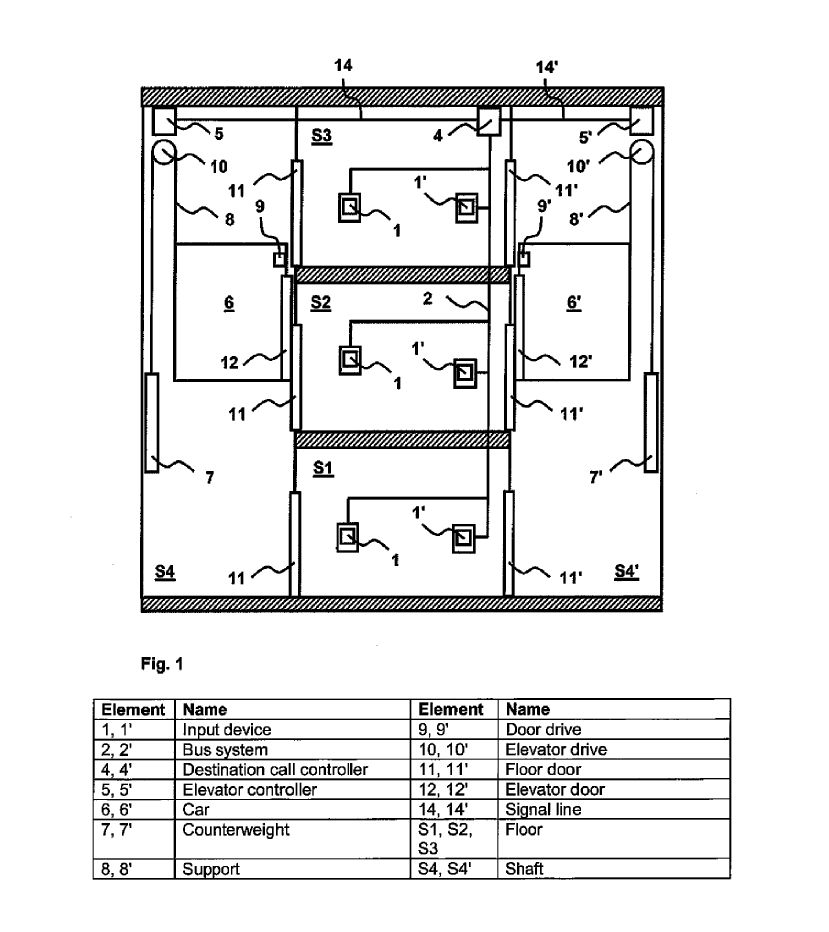 14 14'
5 S3 4 5'
10 11 1' 11' 10'
8 9 1 9' 8'
6 S2 2 6'
12 1' 12'
11 1 11'
7 S1 7'
1'
S4 11 1 11' S4'
Fig. 1
Element Name Element Name
1, 1' Input device 9, 9' Door drive
2, 2' Bus system 10, 10' Elevator drive
4, 4' Destination call controller 11, 11' Floor door
5, 5' Elevator controller 12, 12' Elevator door
6, 6' Car 14, 14' Signal line
7, 7' Counterweight S1, S2, Floor
S3
8, 8' Support S4, S4' Shaft